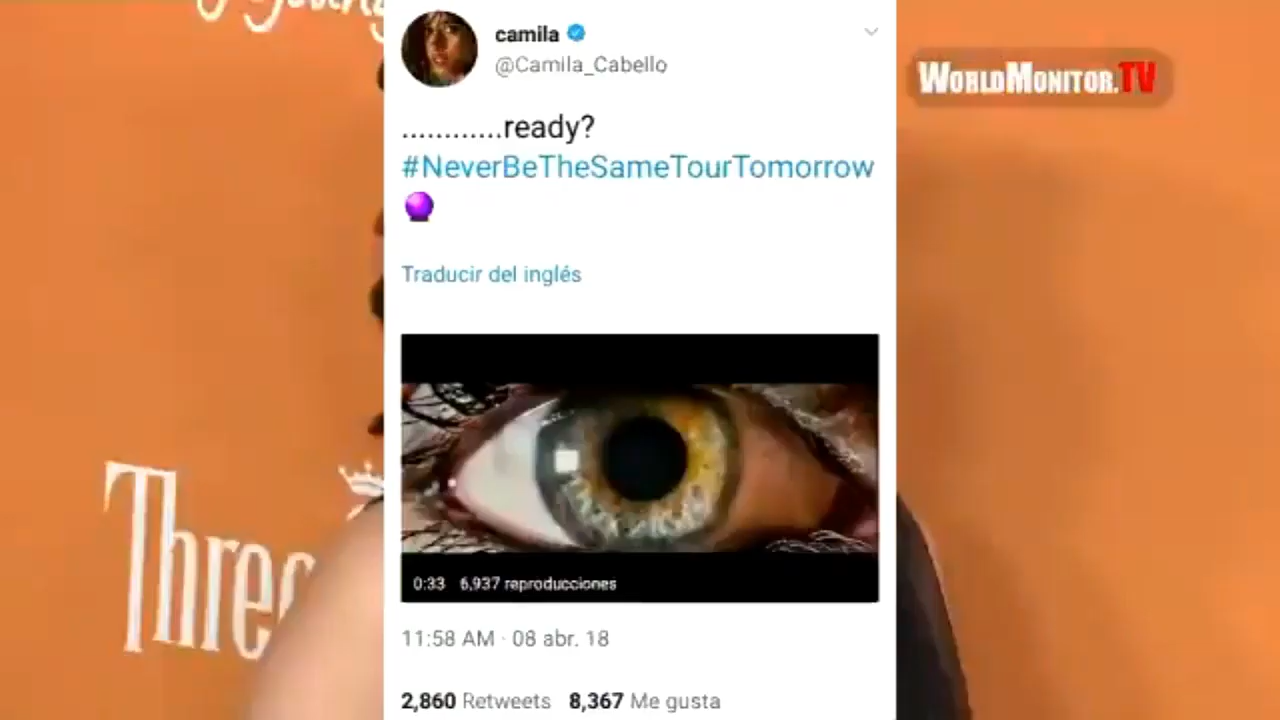 camila
@Camila_Cabello
WORLDMONITOR.TV
............ready?
#NeverBeTheSameTourTomorrow
Traducir del inglés
Three
0:33 6,937 reproducciones
11:58 AM · 08 abr. 18
2,860 Retweets 8,367 Me gusta